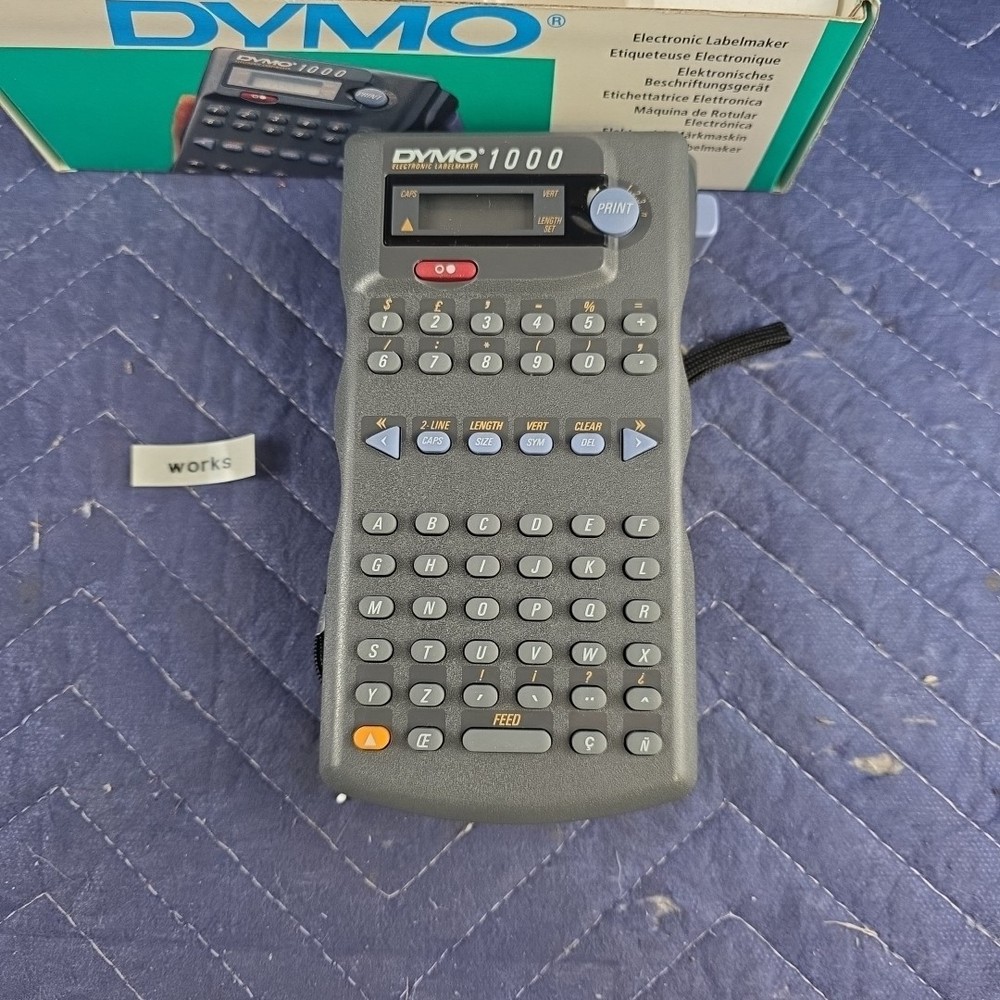 DYMO®
Electronic Labelmaker
Etiqueteuse Electronique
Elektronisches
Beschriftungsgerät
Etichettatrice Elettronica
Máquina de Rotular
Electrónica
Märkmaskin
DYMO 1000
PRINT
DYMO® 1000
ELECTRONIC LABELMAKER
CAPS VERT
LENGTH
SET
PRINT
$ £ ' - % =
1 2 3 4 5 +
/ : * ( ) ,
6 7 8 9 0 .
« 2-LINE LENGTH VERT CLEAR »
< CAPS SIZE SYM DEL >
works
A B C D E F
G H I J K L
M N O P Q R
S T U V W X
! ¡ ? ¿
Y Z ´ ` ¨ ^
FEED
Œ Ç Ñ